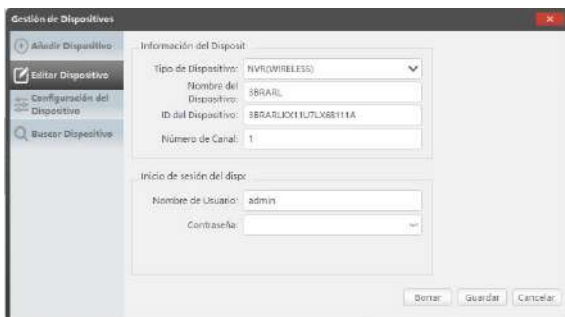 Gestión de Dispositivos
Añadir Dispositivo
Editar Dispositivo
Configuración del
Dispositivo
Buscar Dispositivo
Información del Disposit
Tipo de Dispositivo: NVR(WIRELESS)
Nombre del
Dispositivo: 3BRARL
ID del Dispositivo:
Número de Canal: 1
Inicio de sesión del dispo
Nombre de Usuario: admin
Contraseña:
Borrar
Guardar
Cancelar